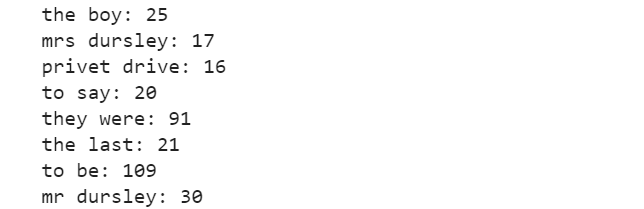 the boy: 25
mrs dursley: 17
privet drive: 16
to say: 20
they were: 91
the last: 21
to be: 109
mr dursley: 30